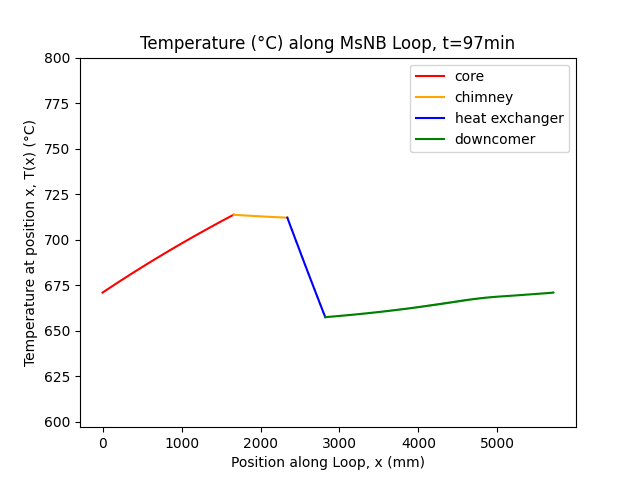 Temperature (°C) along MsNB Loop, t=97min
core
chimney
heat exchanger
downcomer
Temperature at position x, T(x) (°C)
800
775
750
725
700
675
650
625
600
0 1000 2000 3000 4000 5000
Position along Loop, x (mm)